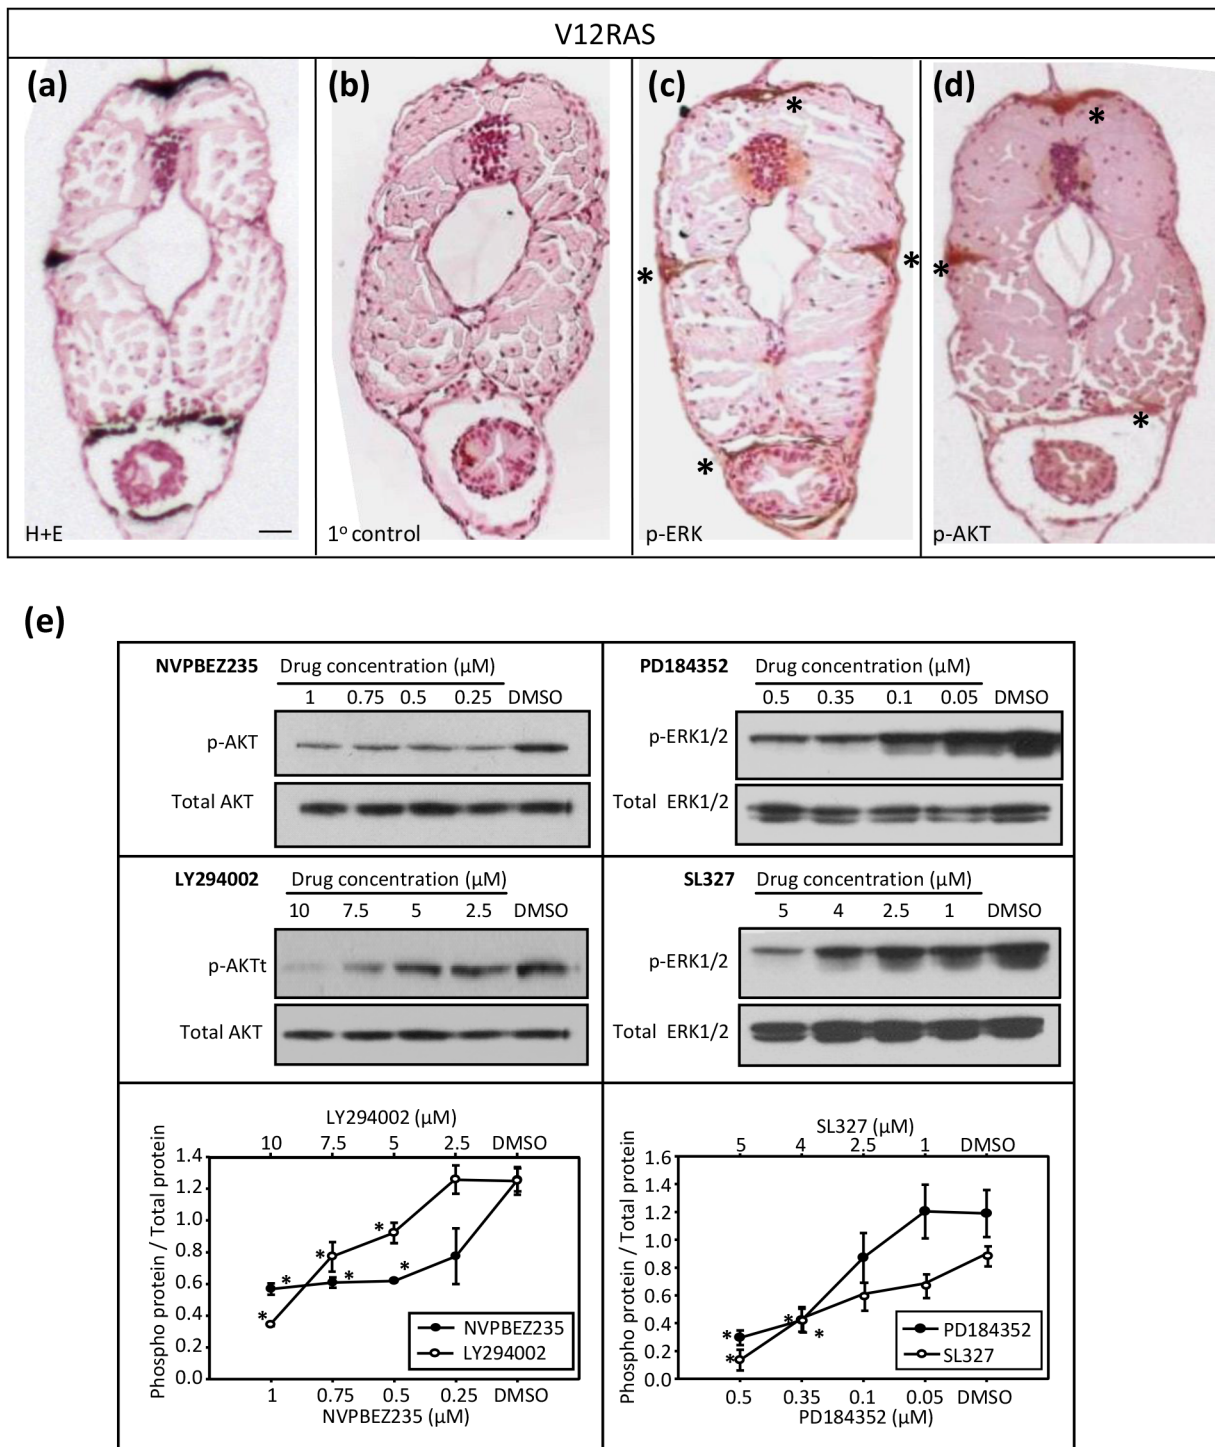 V12RAS
(a) (b) (c) (d)
* * * * * * *
H+E 1º control p-ERK p-AKT
(e)
NVPBEZ235 Drug concentration (μM)
1 0.75 0.5 0.25 DMSO
p-AKT
Total AKT
PD184352 Drug concentration (μM)
0.5 0.35 0.1 0.05 DMSO
p-ERK1/2
Total ERK1/2
LY294002 Drug concentration (μM)
10 7.5 5 2.5 DMSO
p-AKTt
Total AKT
SL327 Drug concentration (μM)
5 4 2.5 1 DMSO
p-ERK1/2
Total ERK1/2
LY294002 (μM)
10 7.5 5 2.5 DMSO
Phospho protein / Total protein
1.4
1.2
1.0
0.8
0.6
0.4
0.2
0.0
* * * * * *
NVPBEZ235
LY294002
1 0.75 0.5 0.25 DMSO
NVPBEZ235 (μM)
SL327 (μM)
5 4 2.5 1 DMSO
Phospho protein / Total protein
1.6
1.4
1.2
1.0
0.8
0.6
0.4
0.2
0.0
* * * *
PD184352
SL327
0.5 0.35 0.1 0.05 DMSO
PD184352 (μM)